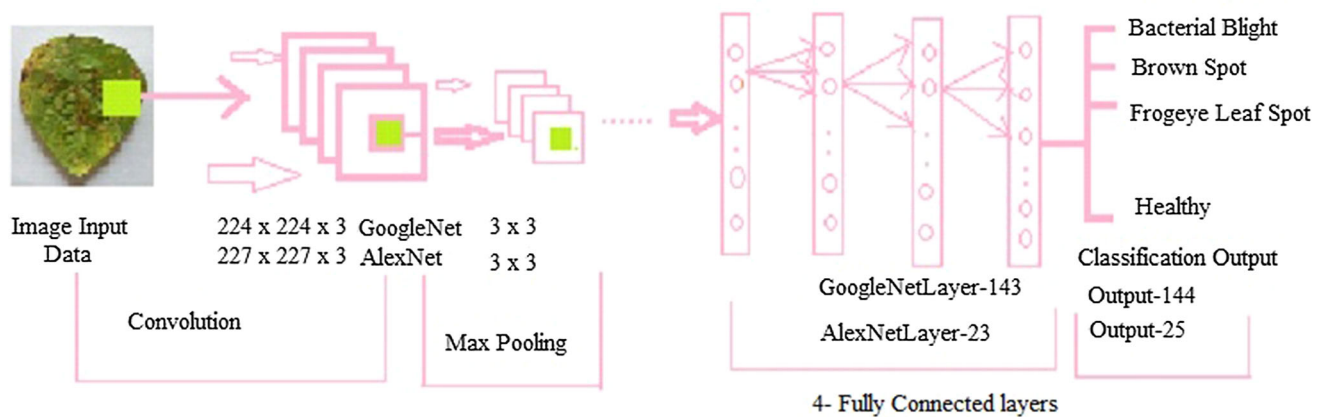 Image Input
Data
224 x 224 x 3 GoogleNet
227 x 227 x 3 AlexNet
3 x 3
3 x 3
Convolution
Max Pooling
GoogleNetLayer-143
AlexNetLayer-23
4- Fully Connected layers
Bacterial Blight
Brown Spot
Frogeye Leaf Spot
Healthy
Classification Output
Output-144
Output-25